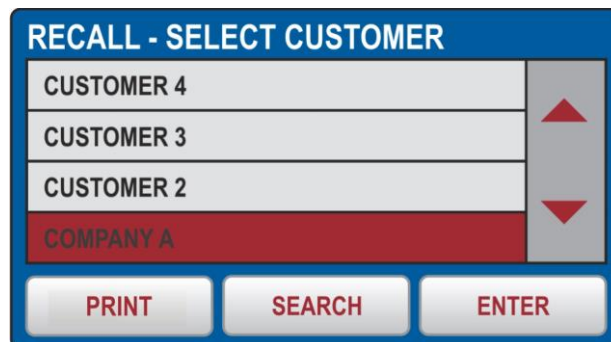 RECALL - SELECT CUSTOMER
CUSTOMER 4
CUSTOMER 3
CUSTOMER 2
COMPANY A
PRINT SEARCH ENTER